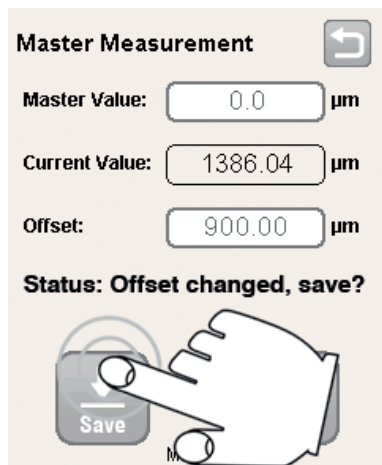 Master Measurement
Master Value: 0.0 µm
Current Value: 1386.04 µm
Offset: 900.00 µm
Status: Offset changed, save?
Save